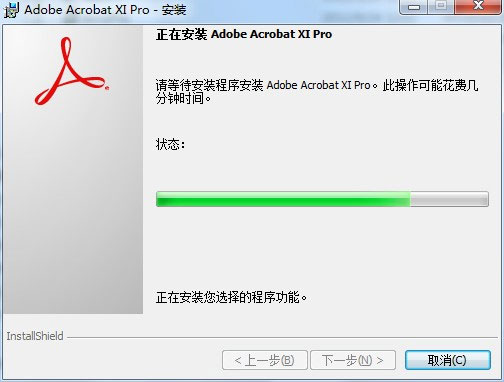 Adobe Acrobat XI Pro - 安装
正在安装 Adobe Acrobat XI Pro
请等待安装程序安装 Adobe Acrobat XI Pro。此操作可能花费几
分钟时间。
状态:
正在安装您选择的程序功能。
InstallShield
< 上一步(B)
下一步(N) >
取消(C)